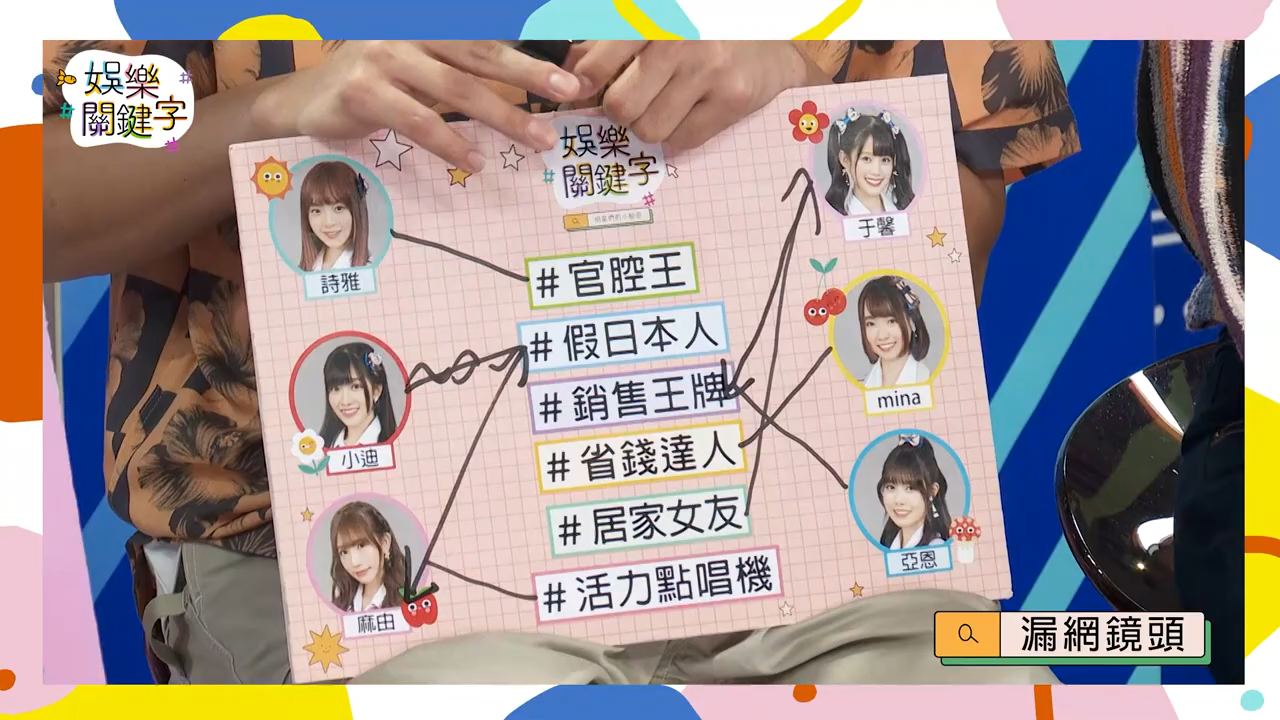 娛樂
#關鍵字#
娛樂
#關鍵字#
詩雅
小迪
麻由
#官腔王
#假日本人
#銷售王牌
#省錢達人
#居家女友
#活力點唱機
于馨
mina
亞恩
漏網鏡頭